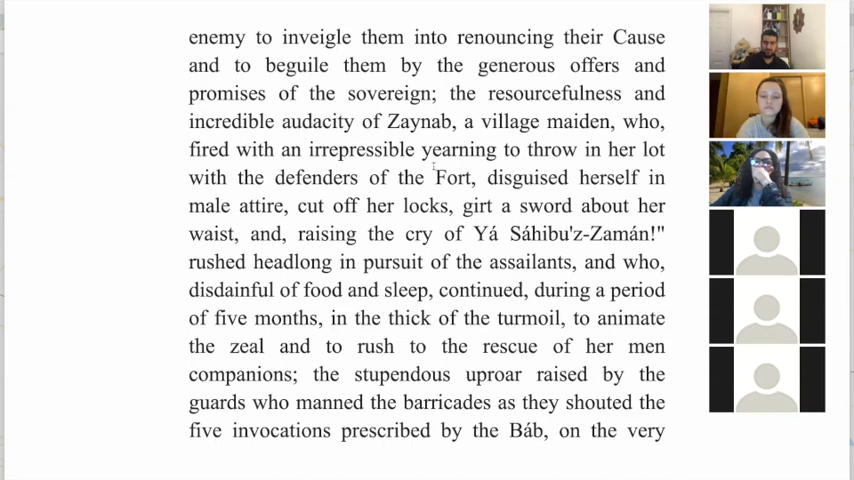 enemy to inveigle them into renouncing their Cause
and to beguile them by the generous offers and
promises of the sovereign; the resourcefulness and
incredible audacity of Zaynab, a village maiden, who,
fired with an irrepressible yearning to throw in her lot
with the defenders of the Fort, disguised herself in
male attire, cut off her locks, girt a sword about her
waist, and, raising the cry of Yá Sáhibu'z-Zamán!"
rushed headlong in pursuit of the assailants, and who,
disdainful of food and sleep, continued, during a period
of five months, in the thick of the turmoil, to animate
the zeal and to rush to the rescue of her men
companions; the stupendous uproar raised by the
guards who manned the barricades as they shouted the
five invocations prescribed by the Báb, on the very